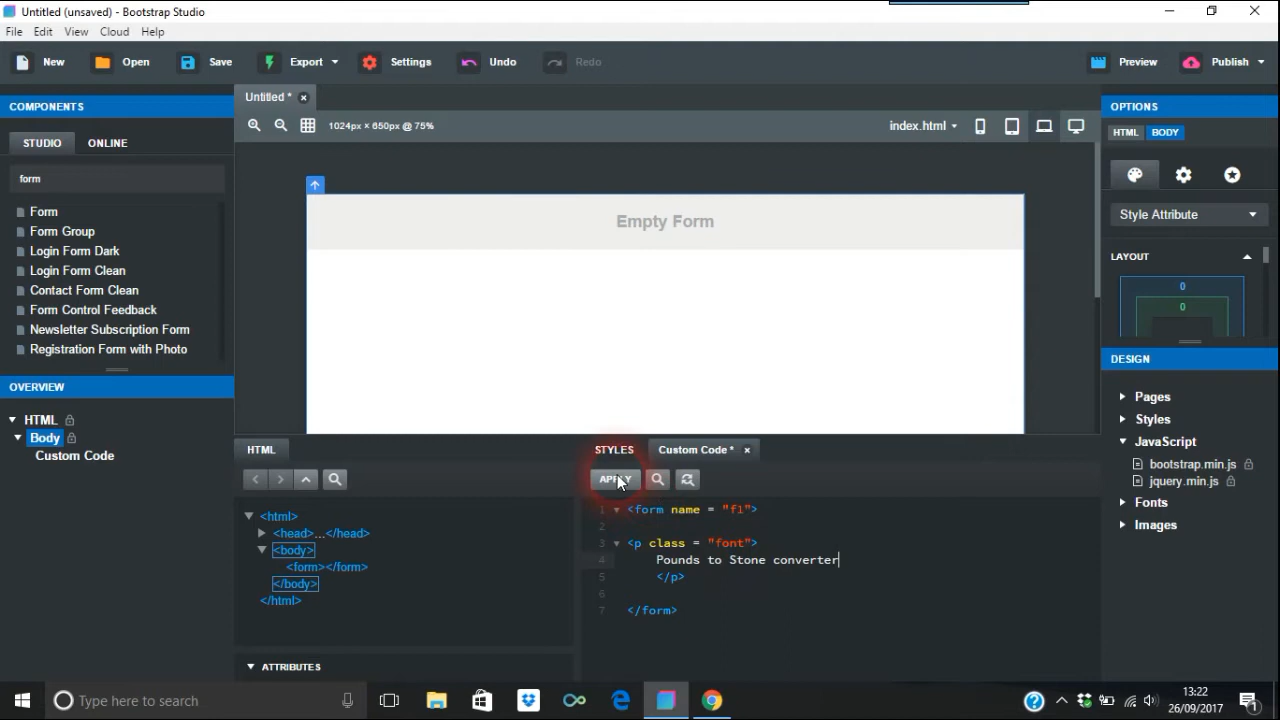 Untitled (unsaved) - Bootstrap Studio
File Edit View Cloud Help
New Open Save Export Settings Undo Redo Preview Publish
COMPONENTS
STUDIO ONLINE
form
Form
Form Group
Login Form Dark
Login Form Clean
Contact Form Clean
Form Control Feedback
Newsletter Subscription Form
Registration Form with Photo
OVERVIEW
HTML
Body
Custom Code
Untitled *
1024px × 650px @ 75%
index.html
Empty Form
HTML
<html>
<head>...</head>
<body>
<form></form>
</body>
</html>
ATTRIBUTES
STYLES Custom Code *
APPLY
1 <form name = "f1">
2
3 <p class = "font">
4 Pounds to Stone converter
5 </p>
6
7 </form>
OPTIONS
HTML BODY
Style Attribute
LAYOUT
0
0
DESIGN
Pages
Styles
JavaScript
bootstrap.min.js
jquery.min.js
Fonts
Images
Type here to search
13:22
26/09/2017
1